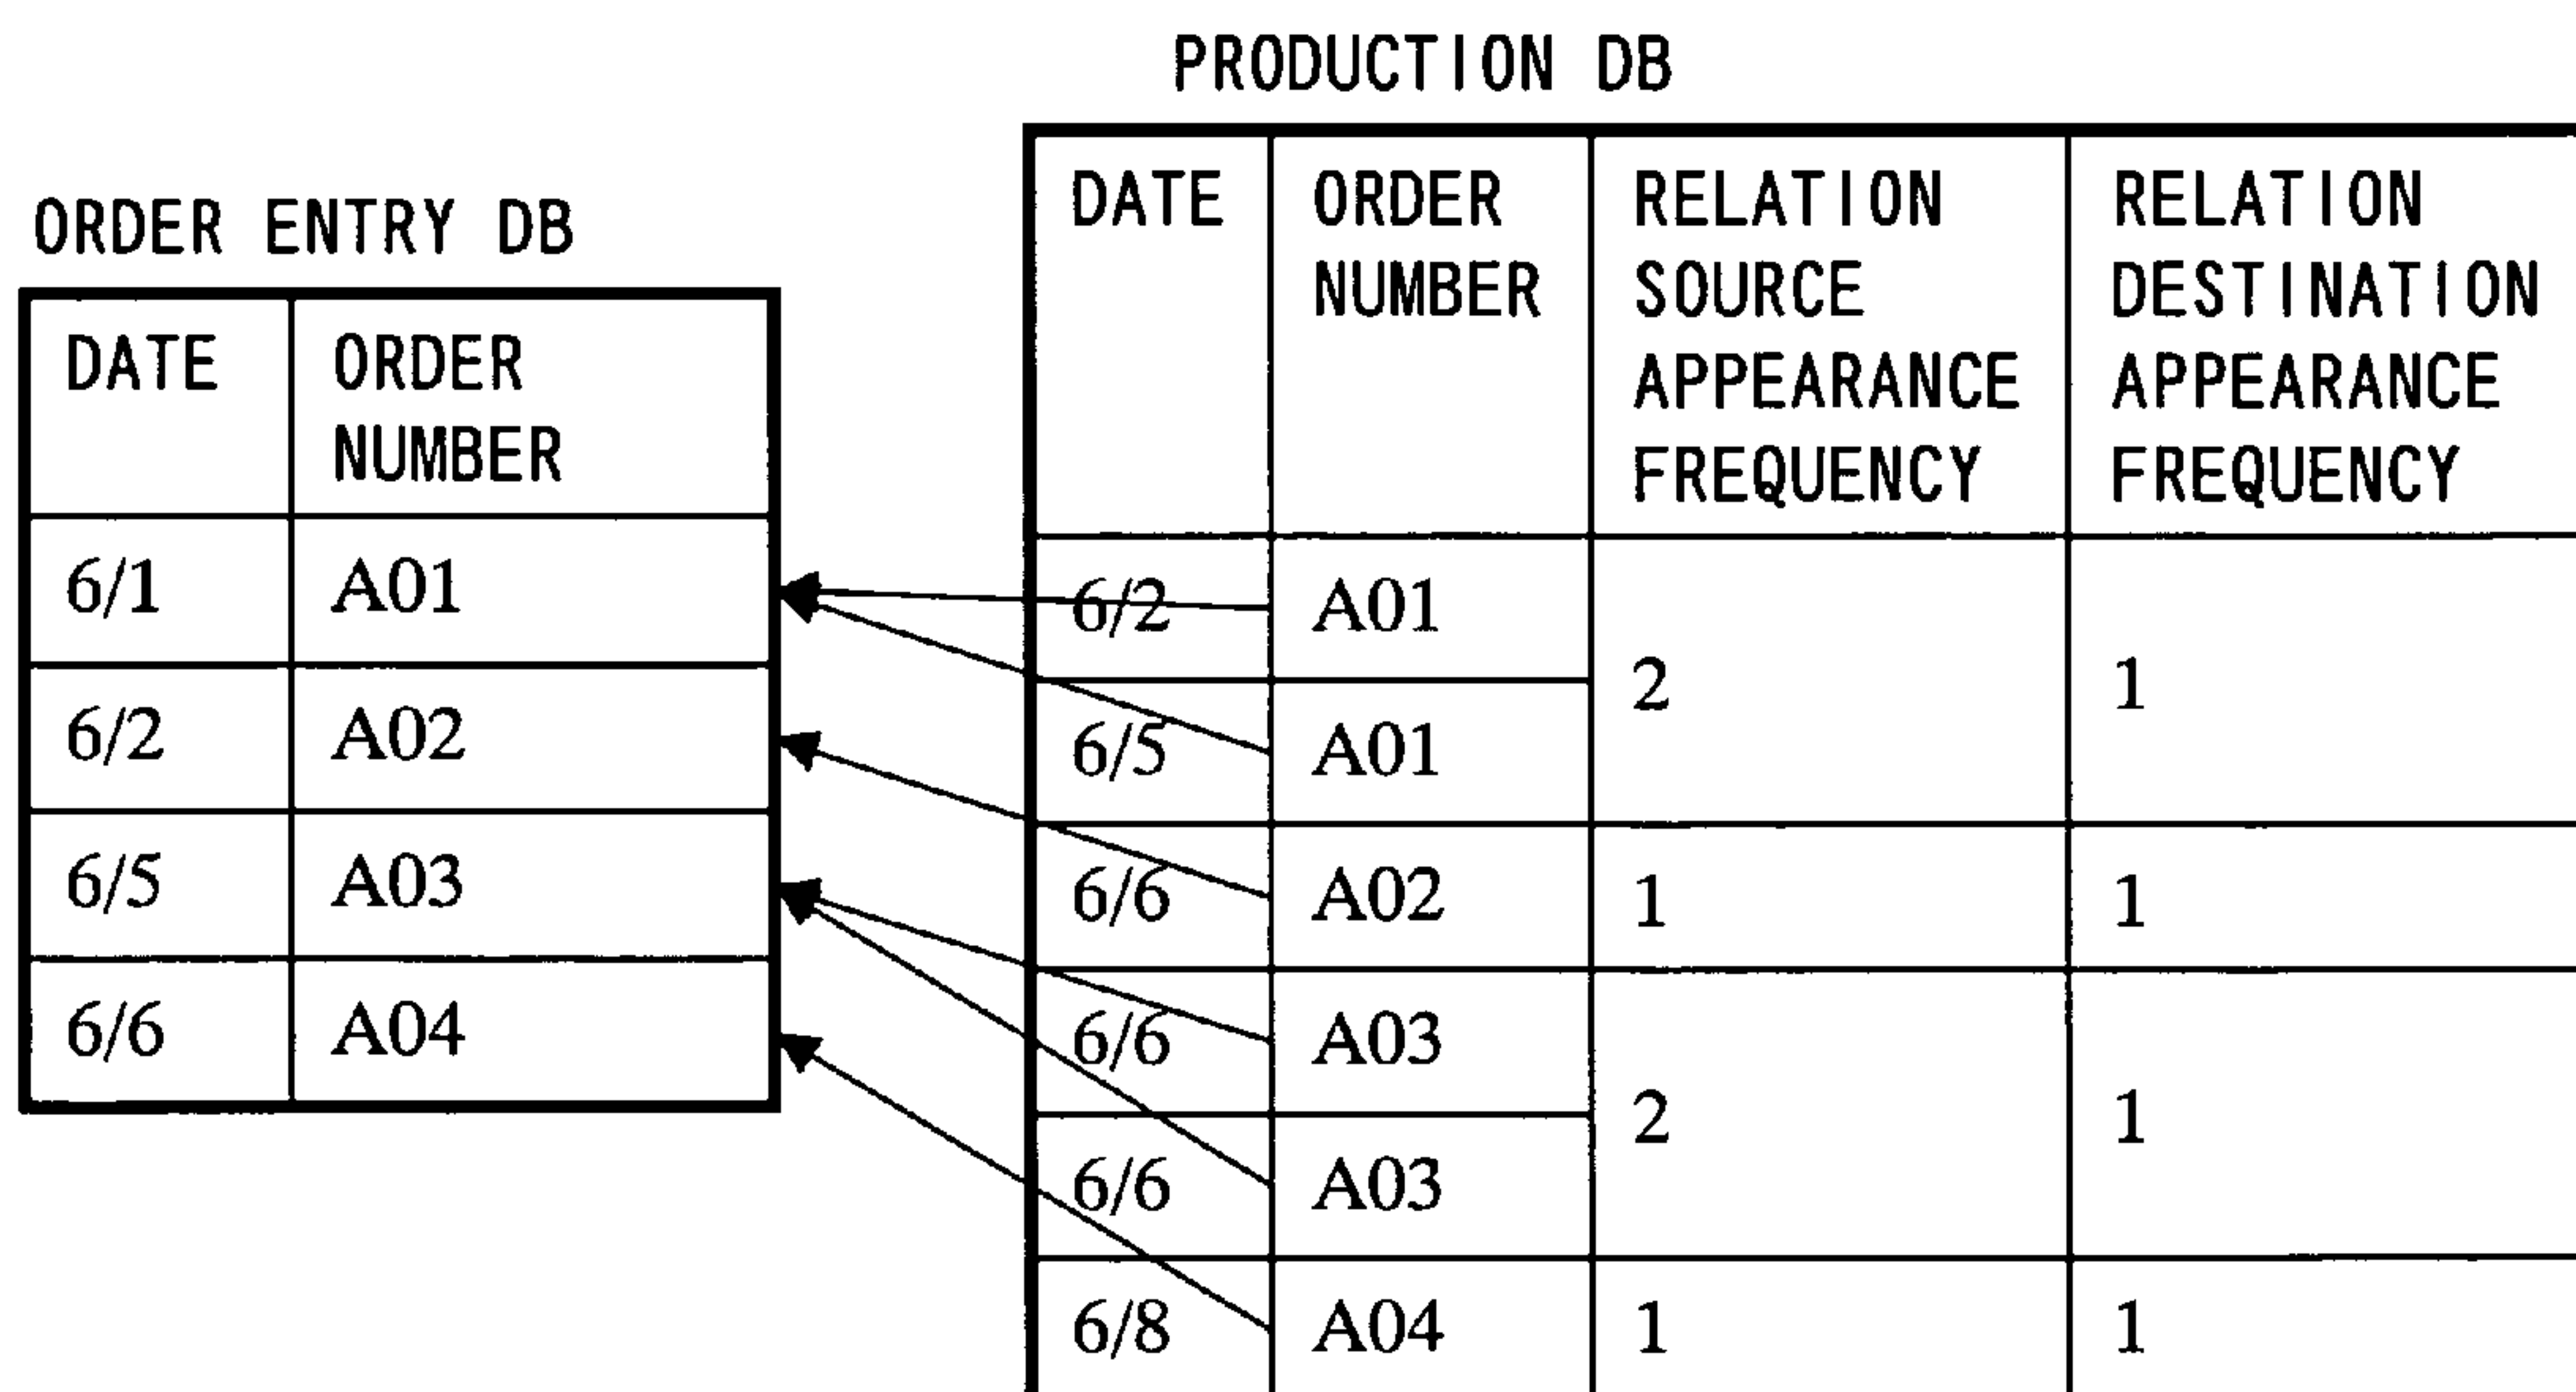 PRODUCTION DB
ORDER ENTRY DB
DATE ORDER
NUMBER
6/1 A01
6/2 A02
6/5 A03
6/6 A04
DATE ORDER RELATION RELATION
NUMBER SOURCE DESTINATION
APPEARANCE APPEARANCE
FREQUENCY FREQUENCY
6/2 A01
2 1
6/5 A01
6/6 A02 1 1
6/6 A03
2 1
6/6 A03
6/8 A04 1 1